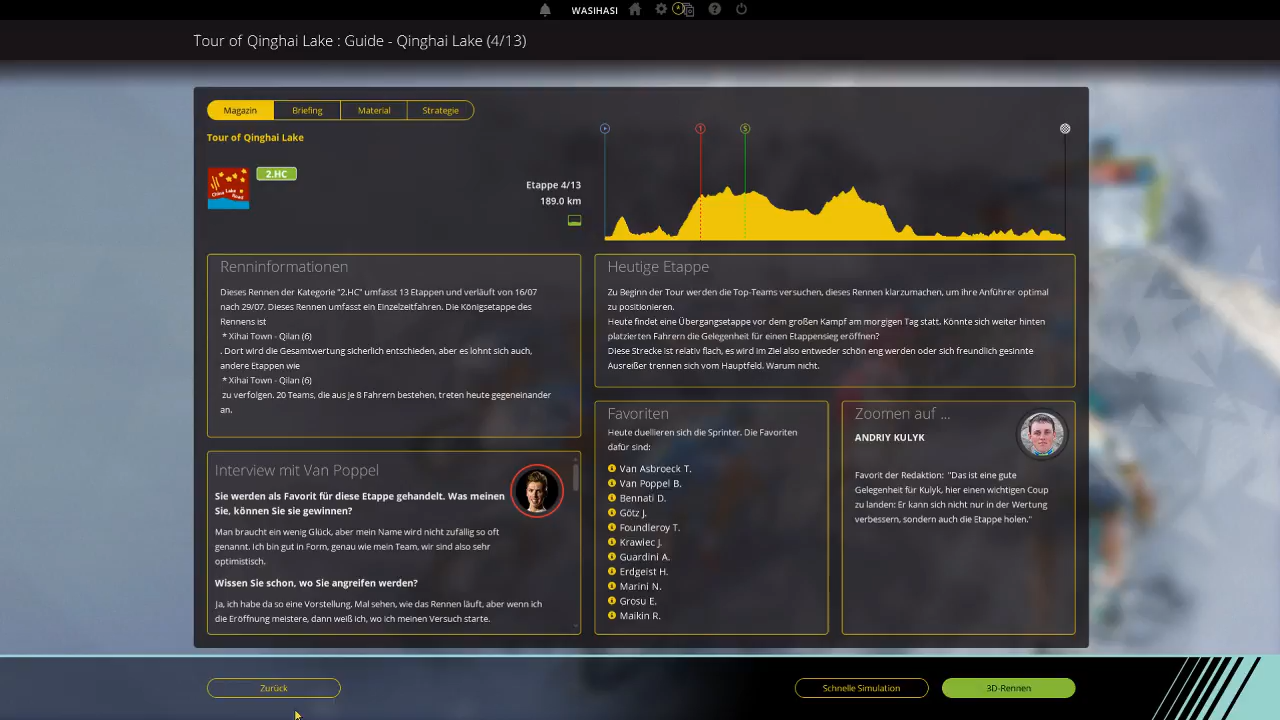 WASIHASI
Tour of Qinghai Lake : Guide - Qinghai Lake (4/13)
Magazin
Briefing
Material
Strategie
Tour of Qinghai Lake
2.HC
Etappe 4/13
189.0 km
T
S
Renninformationen
Dieses Rennen der Kategorie "2.HC" umfasst 13 Etappen und verläuft von 16/07
nach 29/07. Dieses Rennen umfasst ein Einzelzeitfahren. Die Königsetappe des
Rennens ist
* Xihai Town - Qilan (6)
. Dort wird die Gesamtwertung sicherlich entschieden, aber es lohnt sich auch,
andere Etappen wie
* Xihai Town - Qilan (6)
zu verfolgen. 20 Teams, die aus je 8 Fahrern bestehen, treten heute gegeneinander
an.
Heutige Etappe
Zu Beginn der Tour werden die Top-Teams versuchen, dieses Rennen klarzumachen, um ihre Anführer optimal
zu positionieren.
Heute findet eine Übergangsetappe vor dem großen Kampf am morgigen Tag statt. Könnte sich weiter hinten
platzierten Fahrern die Gelegenheit für einen Etappensieg eröffnen?
Diese Strecke ist relativ flach, es wird im Ziel also entweder schön eng werden oder sich freundlich gesinnte
Ausreißer trennen sich vom Hauptfeld. Warum nicht.
Interview mit Van Poppel
Sie werden als Favorit für diese Etappe gehandelt. Was meinen
Sie, können Sie sie gewinnen?
Man braucht ein wenig Glück, aber mein Name wird nicht zufällig so oft
genannt. Ich bin gut in Form, genau wie mein Team, wir sind also sehr
optimistisch.
Wissen Sie schon, wo Sie angreifen werden?
Ja, ich habe da so eine Vorstellung. Mal sehen, wie das Rennen läuft, aber wenn ich
die Eröffnung meistere, dann weiß ich, wo ich meinen Versuch starte.
Favoriten
Heute duellieren sich die Sprinter. Die Favoriten
dafür sind:
Van Asbroeck T.
Van Poppel B.
Bennati D.
Götz J.
Foundleroy T.
Krawiec J.
Guardini A.
Erdgeist H.
Marini N.
Grosu E.
Maikin R.
Zoomen auf ...
ANDRIY KULYK
Favorit der Redaktion: "Das ist eine gute
Gelegenheit für Kulyk, hier einen wichtigen Coup
zu landen: Er kann sich nicht nur in der Wertung
verbessern, sondern auch die Etappe holen."
Zurück
Schnelle Simulation
3D-Rennen